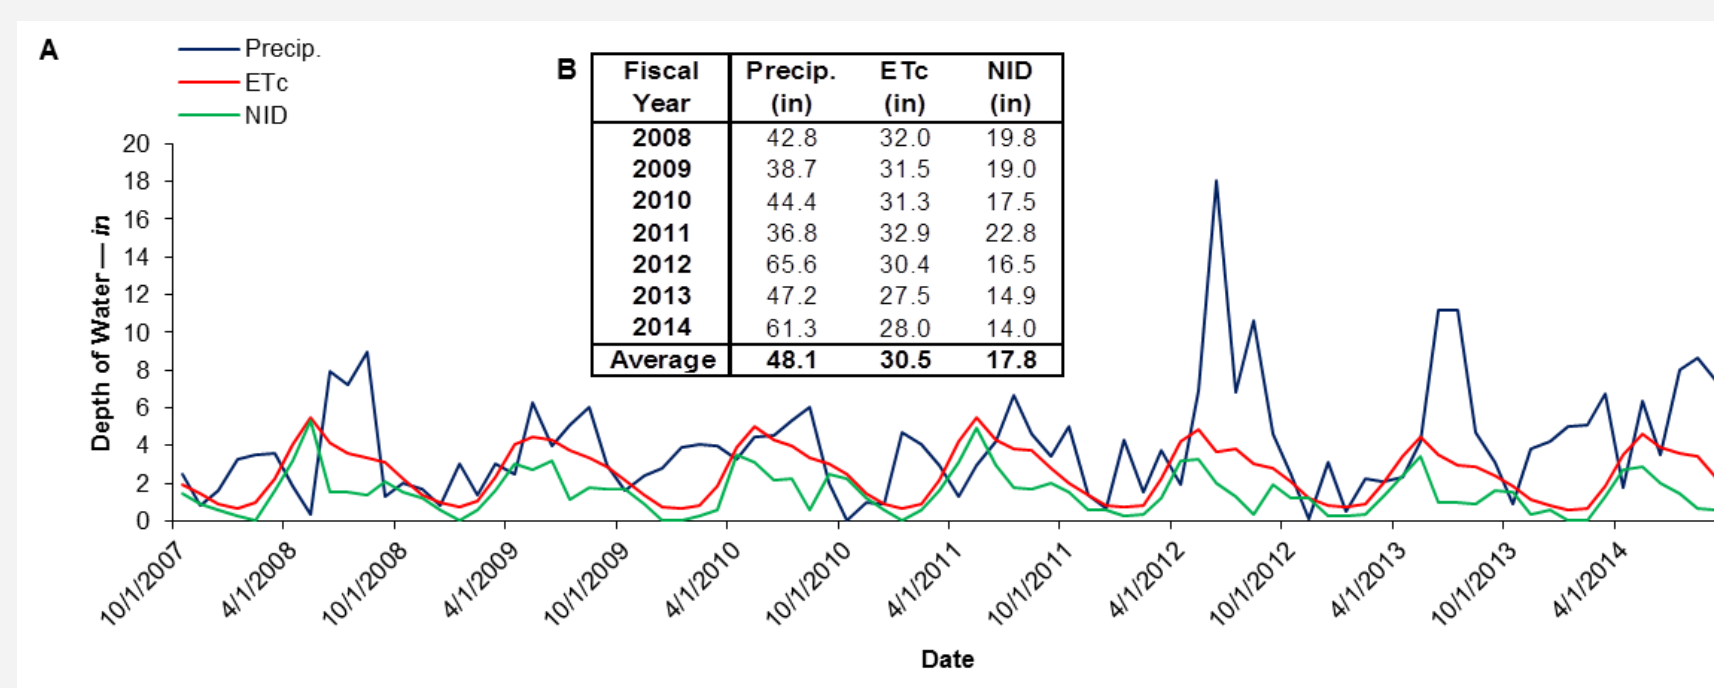 A
Precip.
ETc
NID
B
Fiscal Year Precip. (in) ETc (in) NID (in)
2008 42.8 32.0 19.8
2009 38.7 31.5 19.0
2010 44.4 31.3 17.5
2011 36.8 32.9 22.8
2012 65.6 30.4 16.5
2013 47.2 27.5 14.9
2014 61.3 28.0 14.0
Average 48.1 30.5 17.8
Depth of Water — in
20
18
16
14
12
10
8
6
4
2
0
10/1/2007
4/1/2008
10/1/2008
4/1/2009
10/1/2009
4/1/2010
10/1/2010
4/1/2011
10/1/2011
4/1/2012
10/1/2012
4/1/2013
10/1/2013
4/1/2014
Date